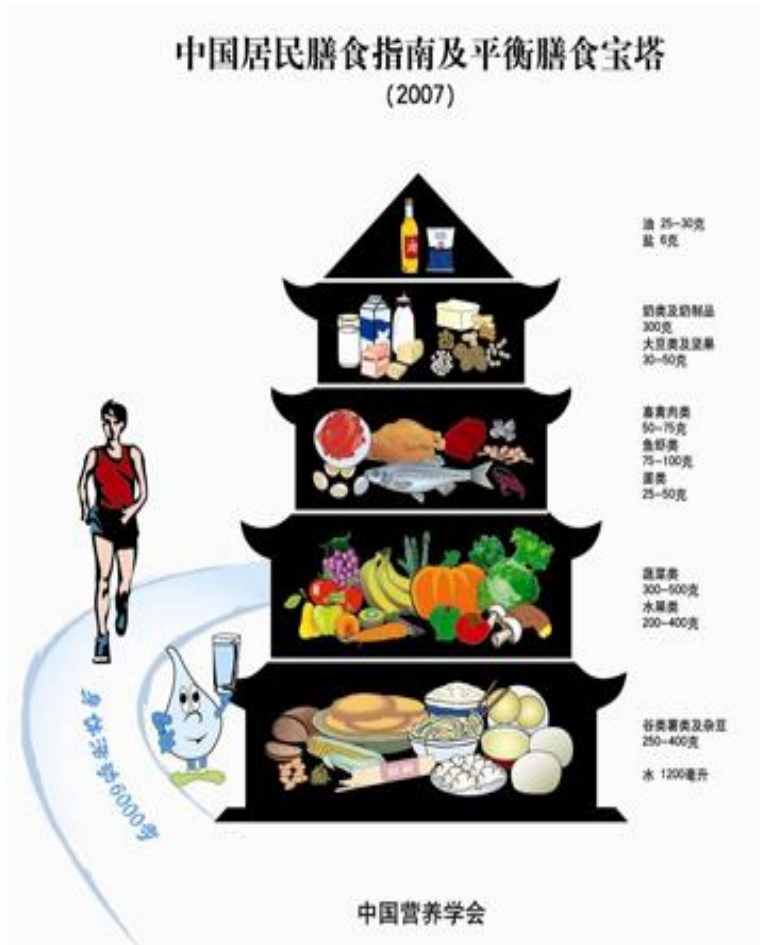 中国居民膳食指南及平衡膳食宝塔
(2007)
油 25-30克
盐 6克
奶类及奶制品
300克
大豆类及坚果
30-50克
畜禽肉类
50-75克
鱼虾类
75-100克
蛋类
25-50克
蔬菜类
300-500克
水果类
200-400克
谷类薯类及杂豆
250-400克
水 1200毫升
身体活动6000步
中国营养学会